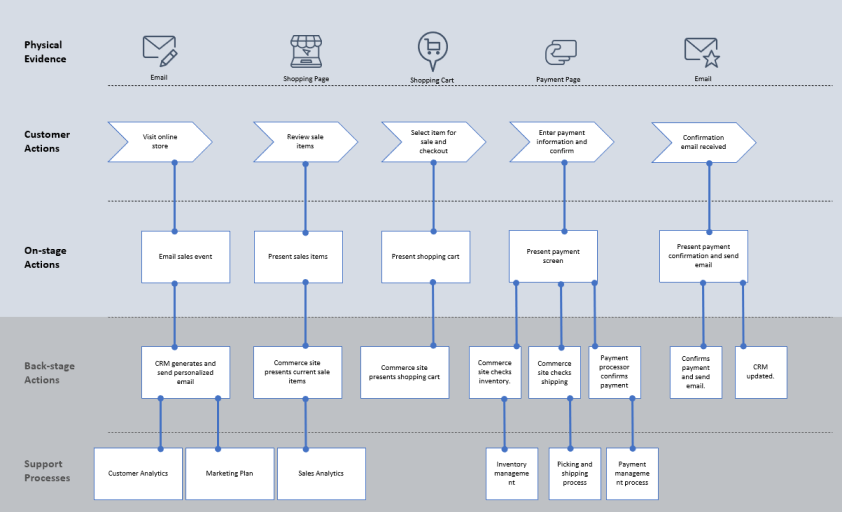 Physical
Evidence
Email
Shopping Page
Shopping Cart
Payment Page
Email
Customer
Actions
Visit online
store
Review sale
items
Select item for
sale and
checkout
Enter payment
information and
confirm
Confirmation
email received
On-stage
Actions
Email sales event
Present sales items
Present shopping cart
Present payment
screen
Present payment
confirmation and send
email
Back-stage
Actions
CRM generates and
send personalized
email
Commerce site
presents current sale
items
Commerce site
presents shopping cart
Commerce
site checks
inventory.
Commerce
site checks
shipping
Payment
processor
confirms
payment
Confirms
payment
and send
email.
CRM
updated.
Support
Processes
Customer Analytics
Marketing Plan
Sales Analytics
Inventory
manageme
nt
Picking and
shipping
process
Payment
manageme
nt process